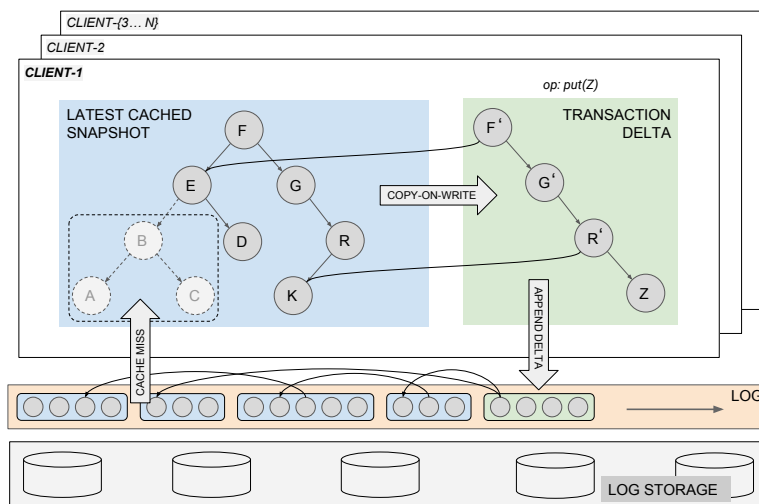 CLIENT-{3... N}
CLIENT-2
CLIENT-1
op: put(Z)
LATEST CACHED
SNAPSHOT
TRANSACTION
DELTA
F
F‘
E
G
G‘
COPY-ON-WRITE
B
D
R
R‘
A
C
K
Z
CACHE MISS
APPEND DELTA
LOG
LOG STORAGE